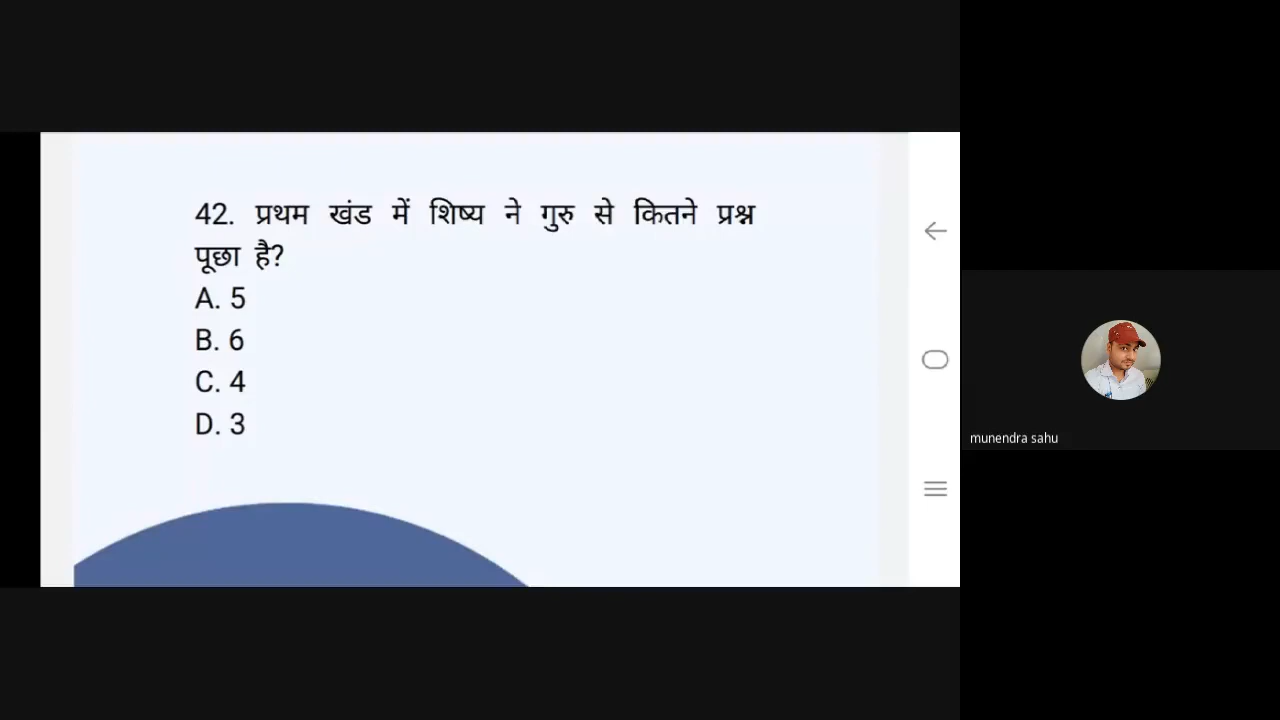 42. प्रथम खंड में शिष्य ने गुरु से कितने प्रश्न
पूछा है?
A. 5
B. 6
C. 4
D. 3
munendra sahu